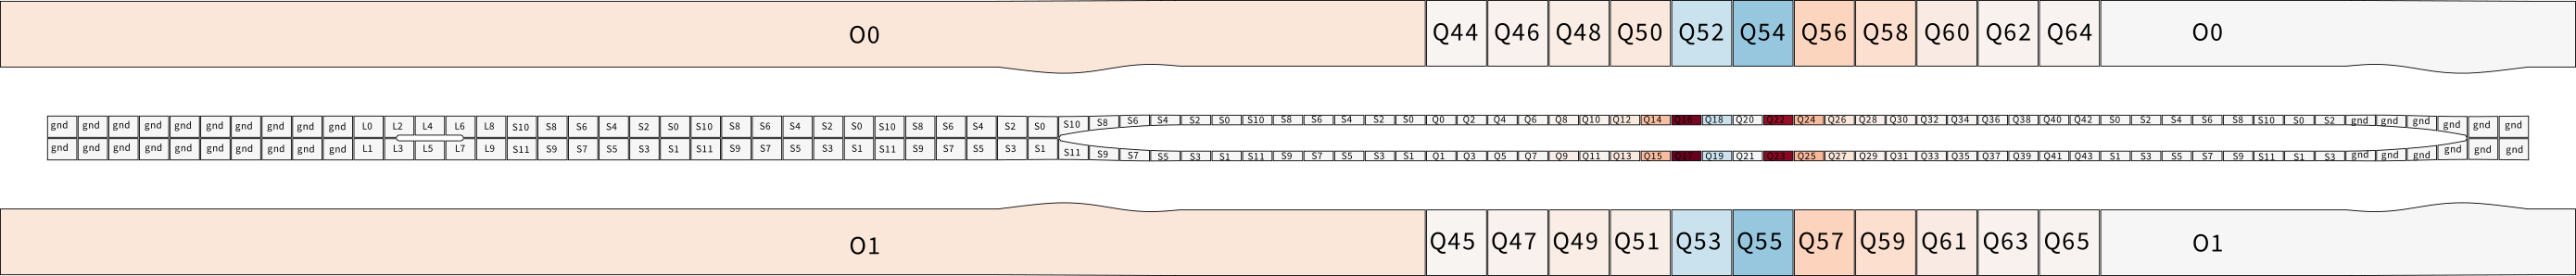 O0 Q44 Q46 Q48 Q50 Q52 Q54 Q56 Q58 Q60 Q62 Q64 O0
gnd gnd gnd gnd gnd gnd gnd gnd gnd gnd L0 L2 L4 L6 L8 S10 S8 S6 S4 S2 S0 S10 S8 S6 S4 S2 S0 S10 S8 S6 S4 S2 S0 S10 S8 S6 S4 S2 S0 S10 S8 S6 S4 S2 S0 Q0 Q2 Q4 Q6 Q8 Q10 Q12 Q14 Q16 Q18 Q20 Q22 Q24 Q26 Q28 Q30 Q32 Q34 Q36 Q38 Q40 Q42 S0 S2 S4 S6 S8 S10 S0 S2 gnd gnd gnd gnd gnd gnd
gnd gnd gnd gnd gnd gnd gnd gnd gnd gnd L1 L3 L5 L7 L9 S11 S9 S7 S5 S3 S1 S11 S9 S7 S5 S3 S1 S11 S9 S7 S5 S3 S1 S11 S9 S7 S5 S3 S1 S11 S9 S7 S5 S3 S1 Q1 Q3 Q5 Q7 Q9 Q11 Q13 Q15 Q17 Q19 Q21 Q23 Q25 Q27 Q29 Q31 Q33 Q35 Q37 Q39 Q41 Q43 S1 S3 S5 S7 S9 S11 S1 S3 gnd gnd gnd gnd gnd gnd
O1 Q45 Q47 Q49 Q51 Q53 Q55 Q57 Q59 Q61 Q63 Q65 O1